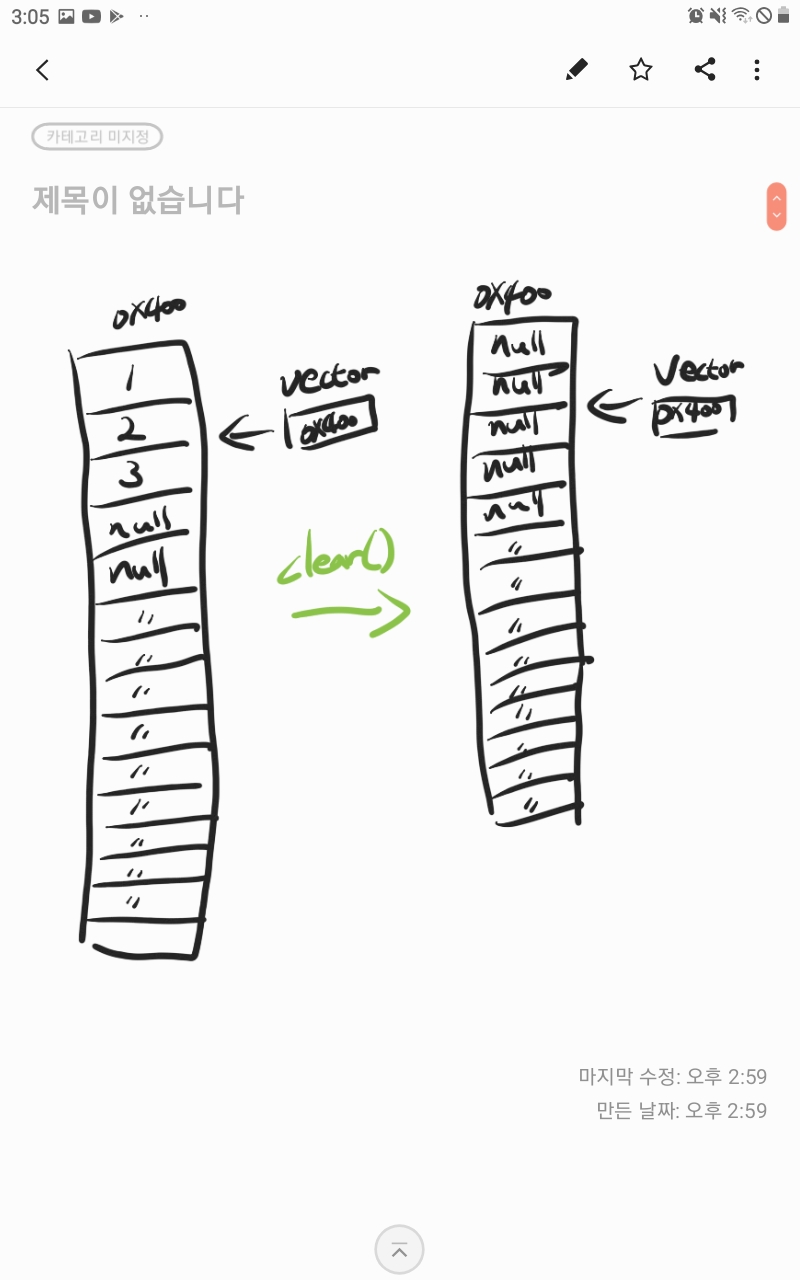 3:05
카테고리 미지정
제목이 없습니다
0x400
1
2
3
null
null
"
"
"
"
"
"
"
"
"
vector
0x400
clear()
0x400
null
null
null
null
null
"
"
"
"
"
"
"
"
"
Vector
0x400
마지막 수정: 오후 2:59
만든 날짜: 오후 2:59